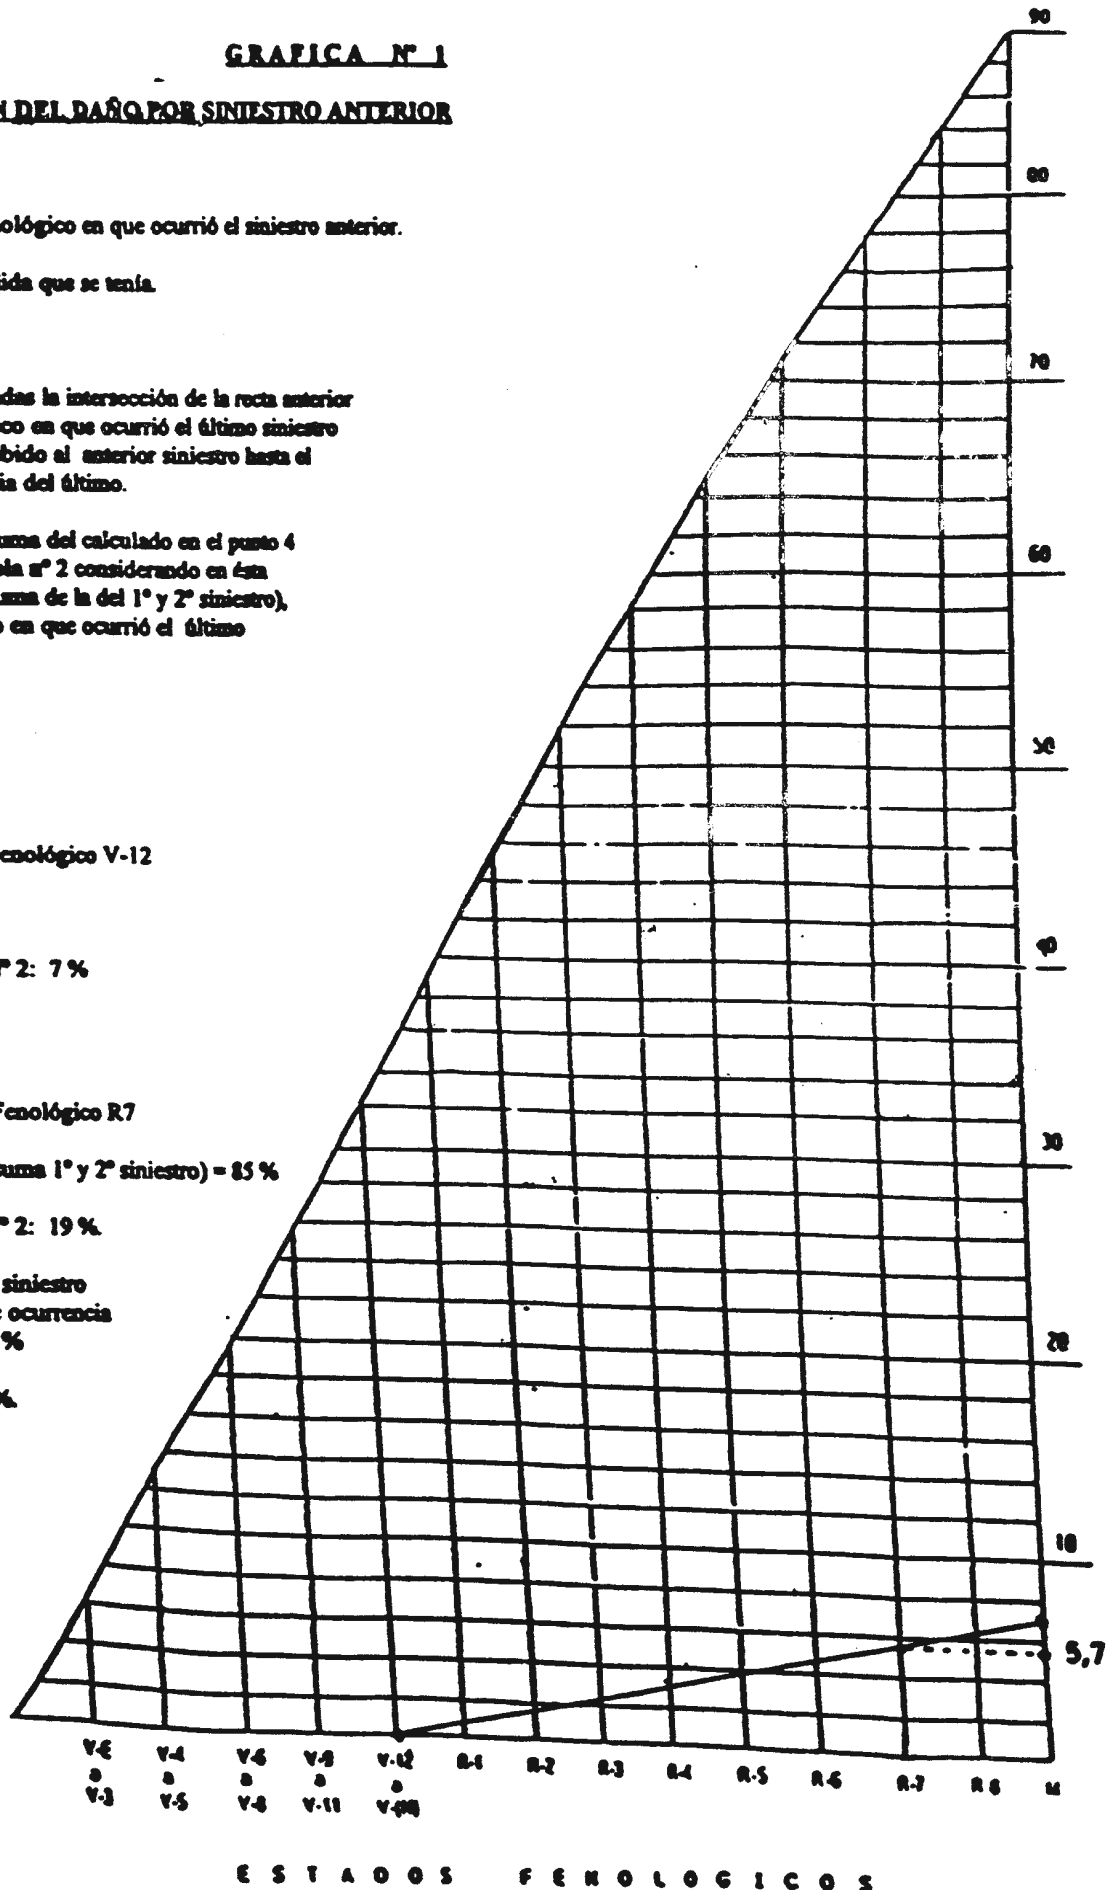 GRAFICA Nº 1
DEL DAÑO POR SINIESTRO ANTERIOR
ológico en que ocurrió el siniestro anterior.
ida que se tenía.
das la intersección de la recta anterior
co en que ocurrió el último siniestro
bido al anterior siniestro hasta el
ia del último.
uma del calculado en el punto 4
bla nº 2 considerando en ésta
uma de la del 1º y 2º siniestro),
o en que ocurrió el último
enológico V-12
º 2: 7 %
Fenológico R7
suma 1º y 2º siniestro) = 85 %
º 2: 19 %.
siniestro
e ocurrencia
%
%.
90
80
70
60
50
40
30
20
10
5,7
V-E a V-3
V-4 a V-5
V-6 a V-8
V-9 a V-11
V-12 a
R-1
R-2
R-3
R-4
R-5
R-6
R-7
R 8
M
ESTADOS FENOLOGICOS